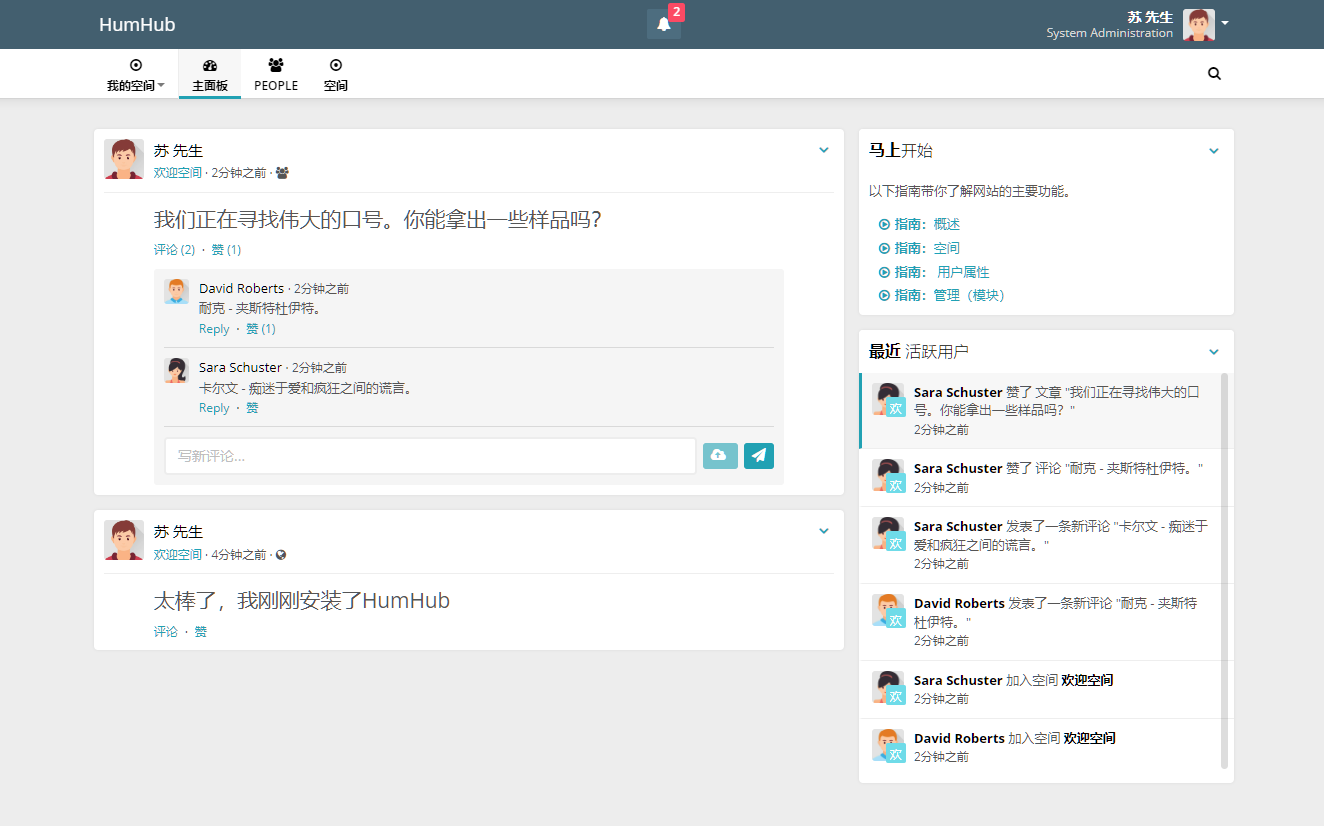 HumHub
2
苏 先生
System Administration
我的空间
主面板
PEOPLE
空间
苏 先生
欢迎空间 · 2分钟之前 ·
我们正在寻找伟大的口号。你能拿出一些样品吗？
评论 (2) · 赞 (1)
David Roberts · 2分钟之前
耐克 - 夹斯特杜伊特。
Reply · 赞 (1)
Sara Schuster · 2分钟之前
卡尔文 - 痴迷于爱和疯狂之间的谎言。
Reply · 赞
写新评论...
苏 先生
欢迎空间 · 4分钟之前 ·
太棒了，我刚刚安装了HumHub
评论 · 赞
马上开始
以下指南带你了解网站的主要功能。
指南：概述
指南：空间
指南： 用户属性
指南：管理（模块）
最近 活跃用户
欢
Sara Schuster 赞了 文章 "我们正在寻找伟大的口
号。你能拿出一些样品吗？"
2分钟之前
欢
Sara Schuster 赞了 评论 "耐克 - 夹斯特杜伊特。"
2分钟之前
欢
Sara Schuster 发表了一条新评论 "卡尔文 - 痴迷于
爱和疯狂之间的谎言。"
2分钟之前
欢
David Roberts 发表了一条新评论 "耐克 - 夹斯特
杜伊特。"
2分钟之前
欢
Sara Schuster 加入空间 欢迎空间
2分钟之前
欢
David Roberts 加入空间 欢迎空间
2分钟之前